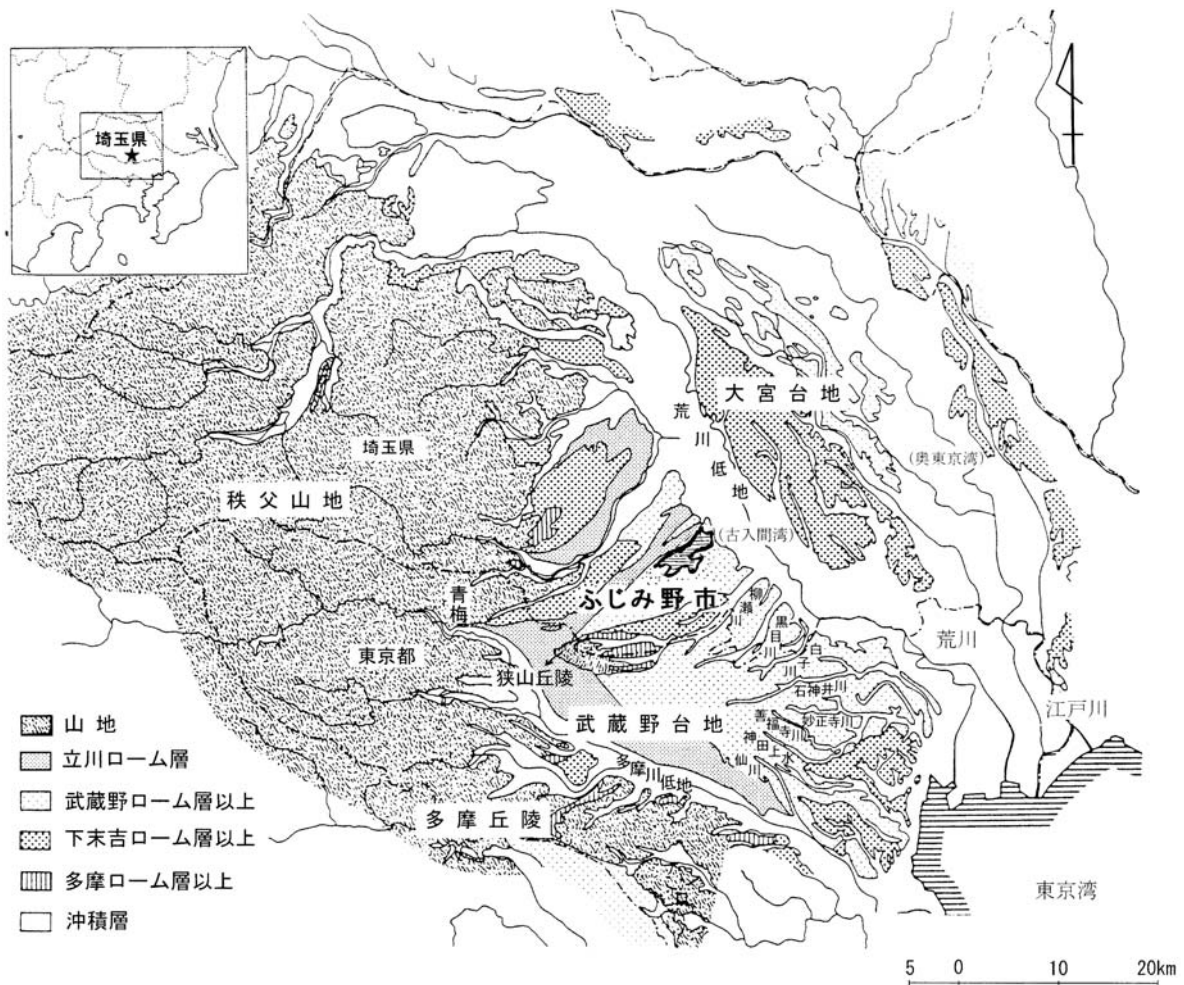 埼玉県
★
大宮台地
荒川低地
(奥東京湾)
埼玉県
秩父山地
(古入間湾)
ふじみ野市
青梅
柳瀬川
黒目川
白子川
荒川
東京都
狭山丘陵
石神井川
江戸川
武蔵野台地
善福寺川
妙正寺川
神田上水
仙川
多摩川低地
多摩丘陵
東京湾
山地
立川ローム層
武蔵野ローム層以上
下末吉ローム層以上
多摩ローム層以上
沖積層
5 0 10 20km